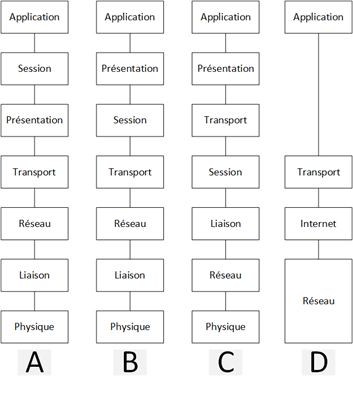 Application
Session
Présentation
Transport
Réseau
Liaison
Physique
A
Application
Présentation
Session
Transport
Réseau
Liaison
Physique
B
Application
Présentation
Transport
Session
Liaison
Réseau
Physique
C
Application
Transport
Internet
Réseau
D